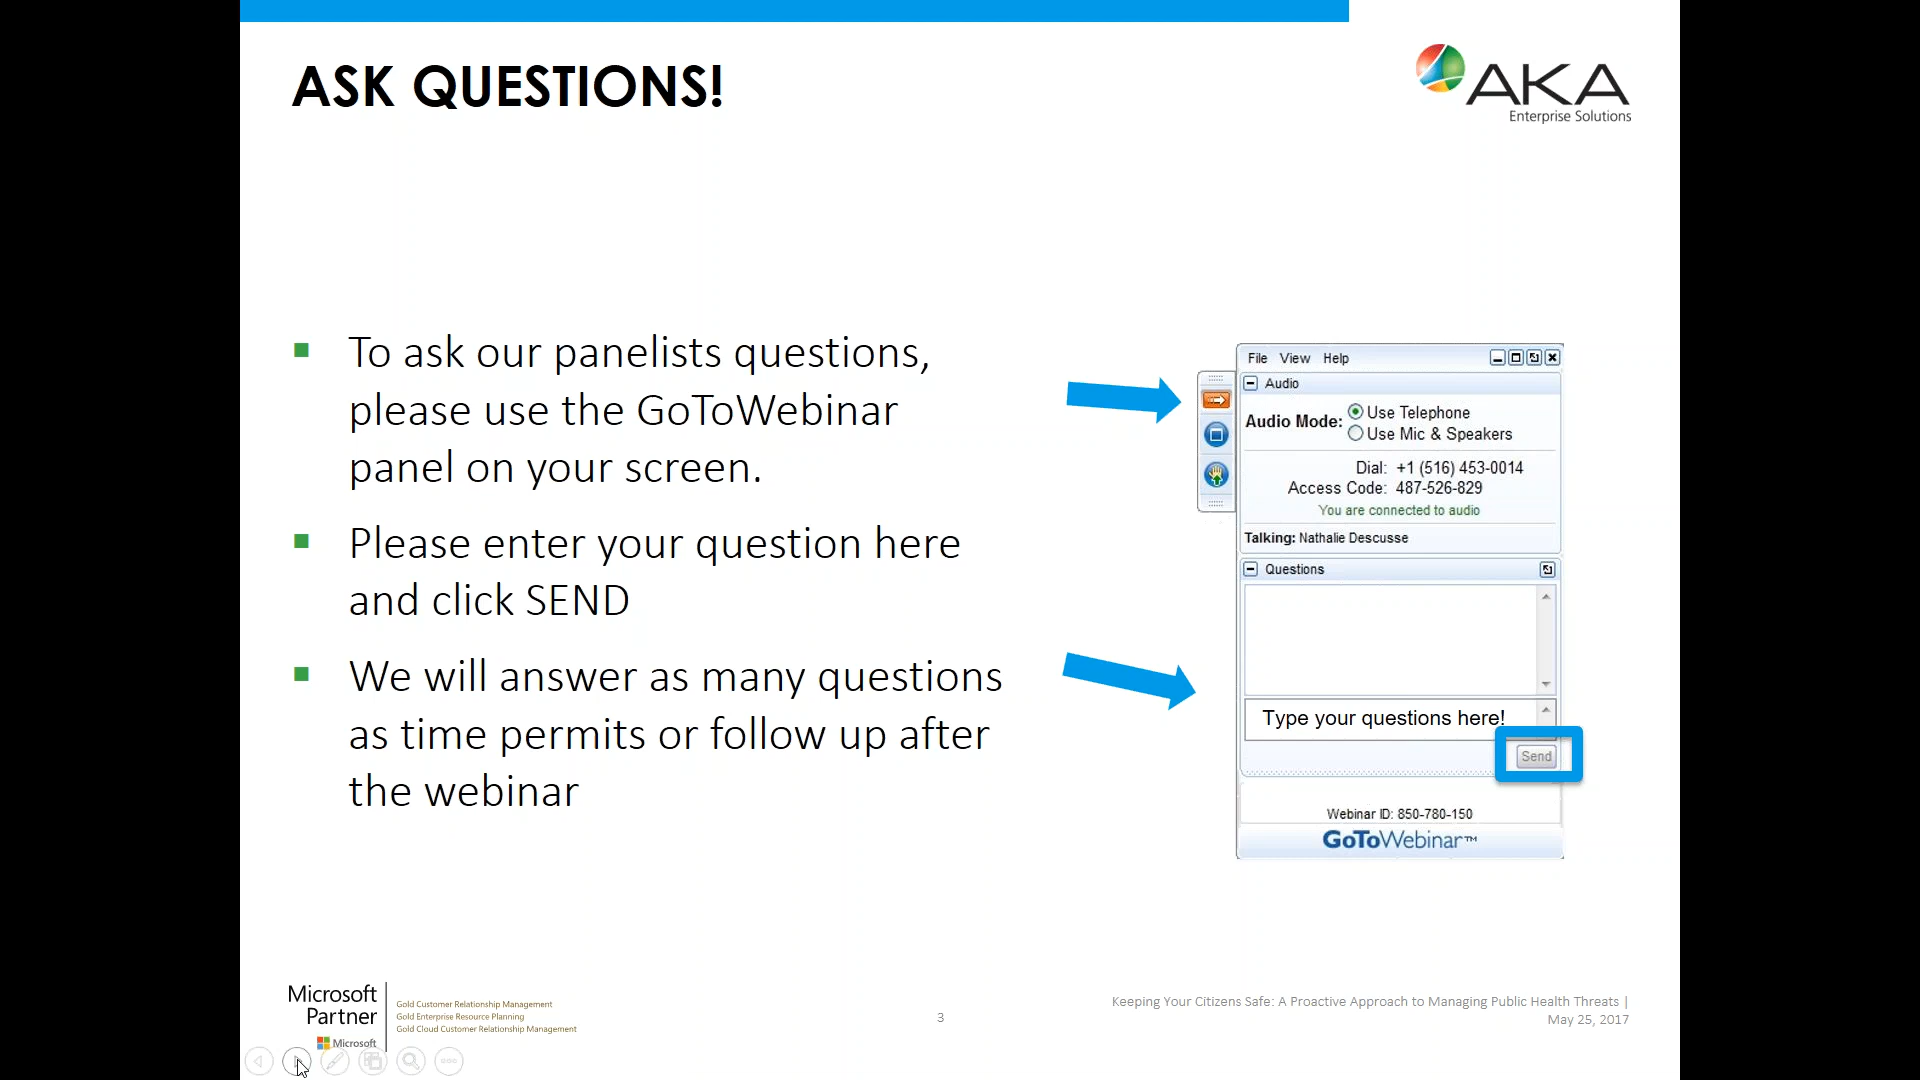 ASK QUESTIONS!
AKA
Enterprise Solutions
To ask our panelists questions,
please use the GoToWebinar
panel on your screen.
Please enter your question here
and click SEND
We will answer as many questions
as time permits or follow up after
the webinar
File View Help
Audio
Audio Mode: Use Telephone
Use Mic & Speakers
Dial: +1 (516) 453-0014
Access Code: 487-526-829
You are connected to audio
Talking: Nathalie Descusse
Questions
Type your questions here!
Send
Webinar ID: 850-780-150
GoToWebinar™
Microsoft
Partner
Microsoft
Gold Customer Relationship Management
Gold Enterprise Resource Planning
Gold Cloud Customer Relationship Management
3
Keeping Your Citizens Safe: A Proactive Approach to Managing Public Health Threats |
May 25, 2017